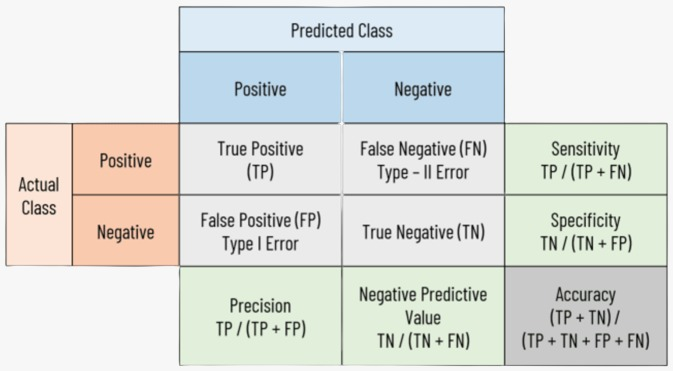 Predicted Class
Positive
Negative
Actual
Class
Positive
True Positive
(TP)
False Negative (FN)
Type – II Error
Sensitivity
TP / (TP + FN)
Negative
False Positive (FP)
Type I Error
True Negative (TN)
Specificity
TN / (TN + FP)
Precision
TP / (TP + FP)
Negative Predictive
Value
TN / (TN + FN)
Accuracy
(TP + TN) /
(TP + TN + FP + FN)